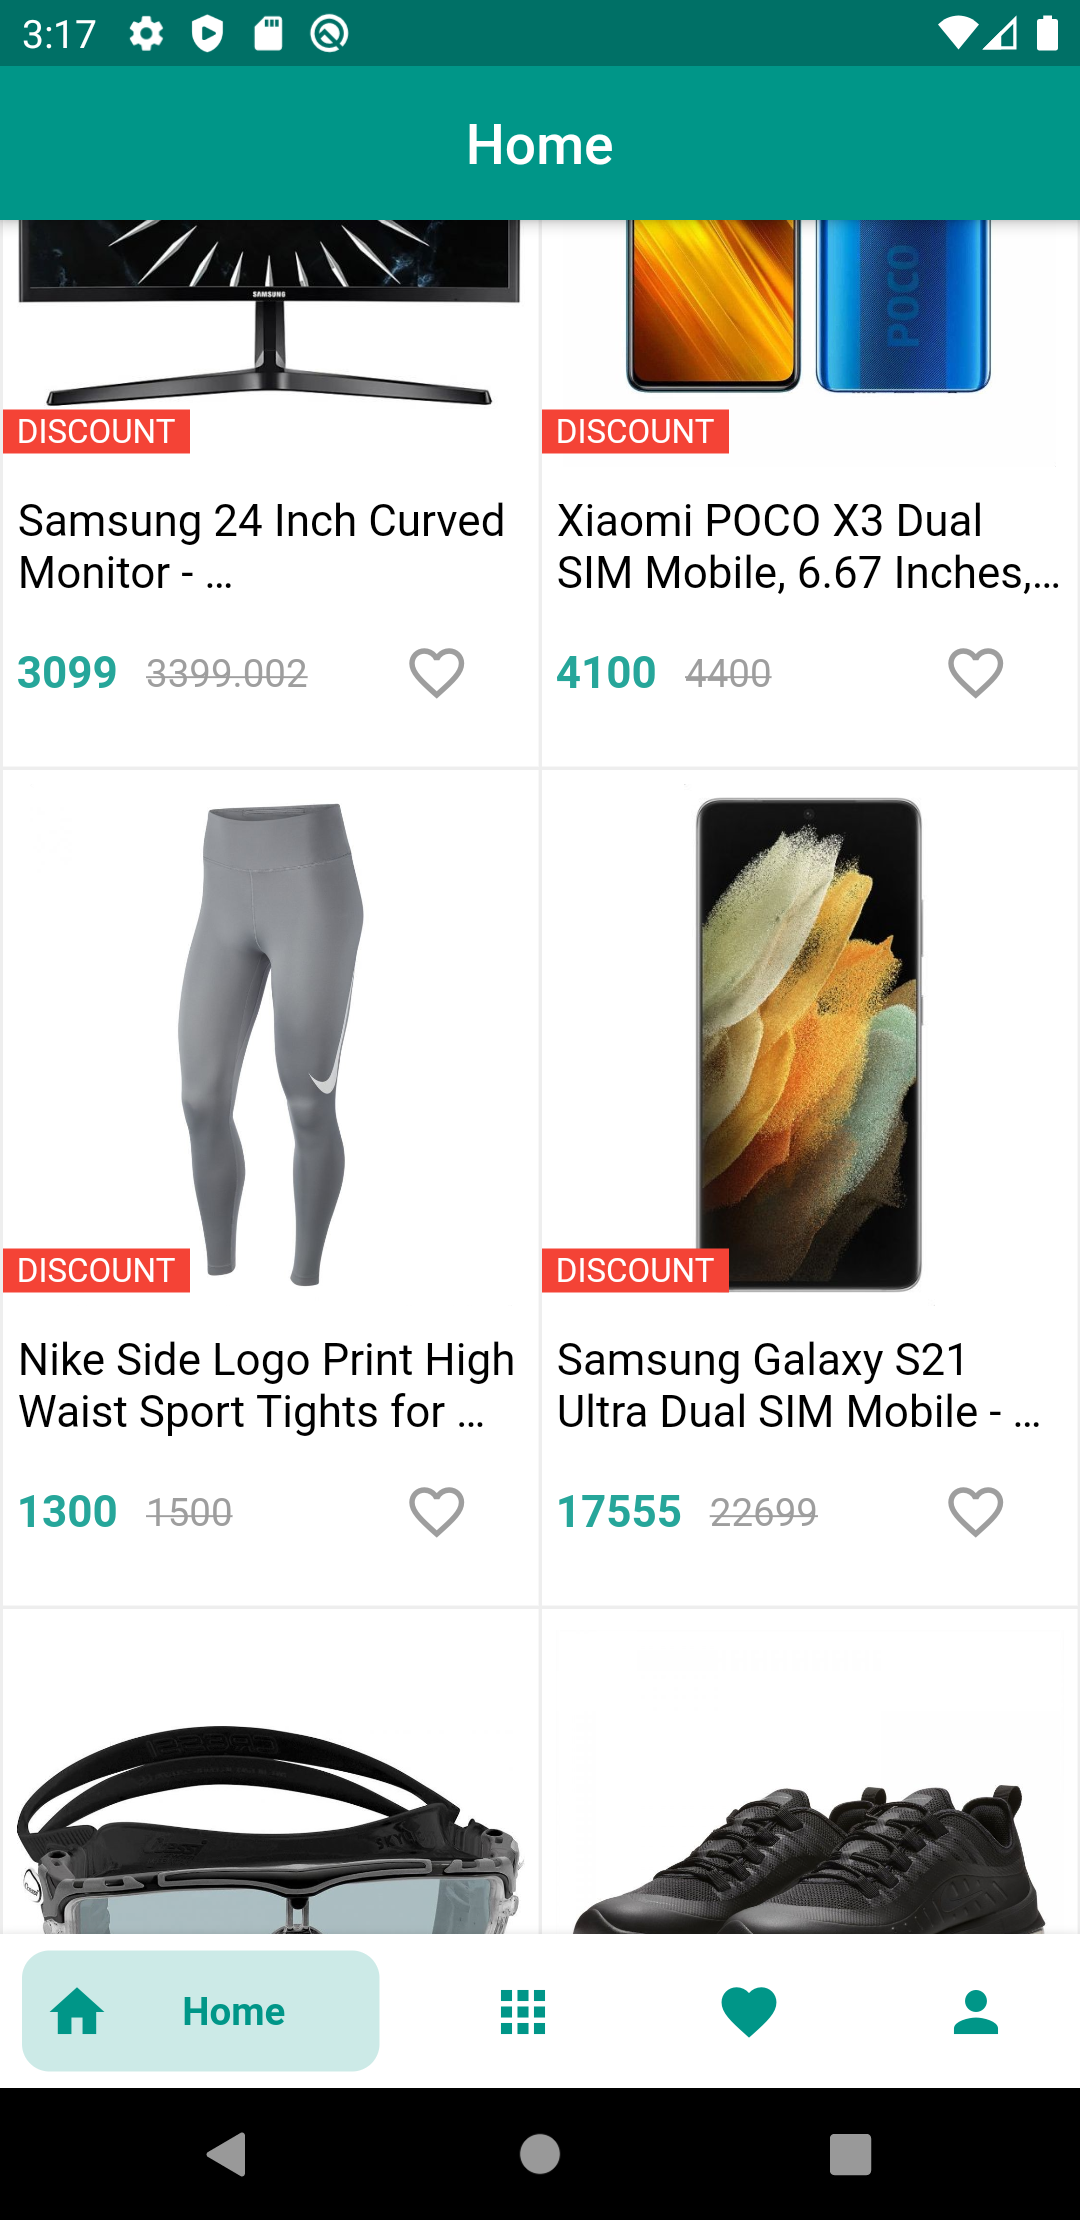 3:17
Home
SAMSUNG
POCO
DISCOUNT
DISCOUNT
Samsung 24 Inch Curved
Monitor - ...
Xiaomi POCO X3 Dual
SIM Mobile, 6.67 Inches,...
3099 3399.002
4100 4400
DISCOUNT
DISCOUNT
Nike Side Logo Print High
Waist Sport Tights for ...
Samsung Galaxy S21
Ultra Dual SIM Mobile - ...
1300 1500
17555 22699
Home